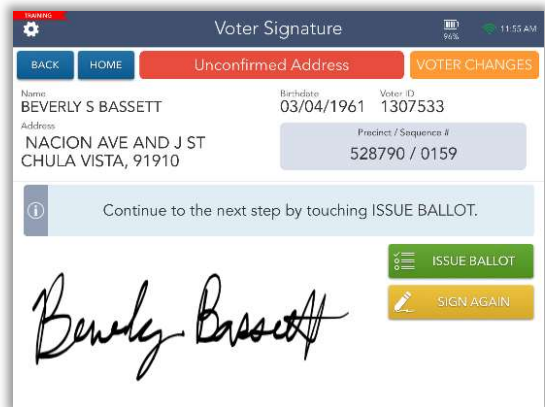 TRAINING
Voter Signature
96%
11:55 AM
BACK
HOME
Unconfirmed Address
VOTER CHANGES
Name
BEVERLY S BASSETT
Birthdate
03/04/1961
Voter ID
1307533
Address
NACION AVE AND J ST
CHULA VISTA, 91910
Precinct / Sequence #
528790 / 0159
Continue to the next step by touching ISSUE BALLOT.
ISSUE BALLOT
SIGN AGAIN
Beverly Bassett